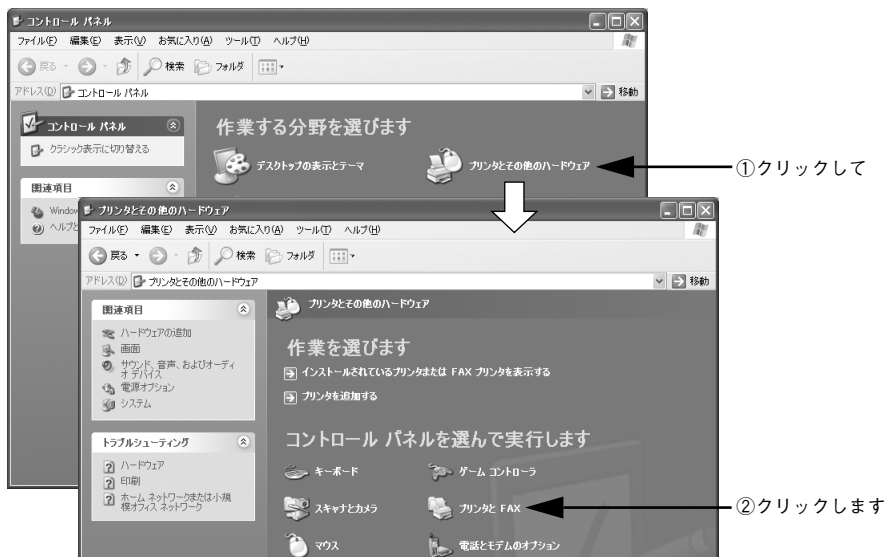 コントロール パネル
ファイル(F) 編集(E) 表示(V) お気に入り(A) ツール(T) ヘルプ(H)
戻る 検索 フォルダ
アドレス(D) コントロール パネル 移動
コントロール パネル
クラシック表示に切り替える
関連項目
Window
ヘルプと
作業する分野を選びます
デスクトップの表示とテーマ
プリンタとその他のハードウェア
①クリックして
プリンタとその他のハードウェア
ファイル(F) 編集(E) 表示(V) お気に入り(A) ツール(T) ヘルプ(H)
戻る 検索 フォルダ
アドレス(D) プリンタとその他のハードウェア 移動
関連項目
ハードウェアの追加
画面
サウンド、音声、およびオーディ
オ デバイス
電源オプション
システム
トラブルシューティング
ハードウェア
印刷
ホーム ネットワークまたは小規
模オフィス ネットワーク
プリンタとその他のハードウェア
作業を選びます
インストールされているプリンタまたは FAX プリンタを表示する
プリンタを追加する
コントロール パネルを選んで実行します
キーボード
ゲーム コントローラ
スキャナとカメラ
プリンタと FAX
②クリックします
マウス
電話とモデムのオプション